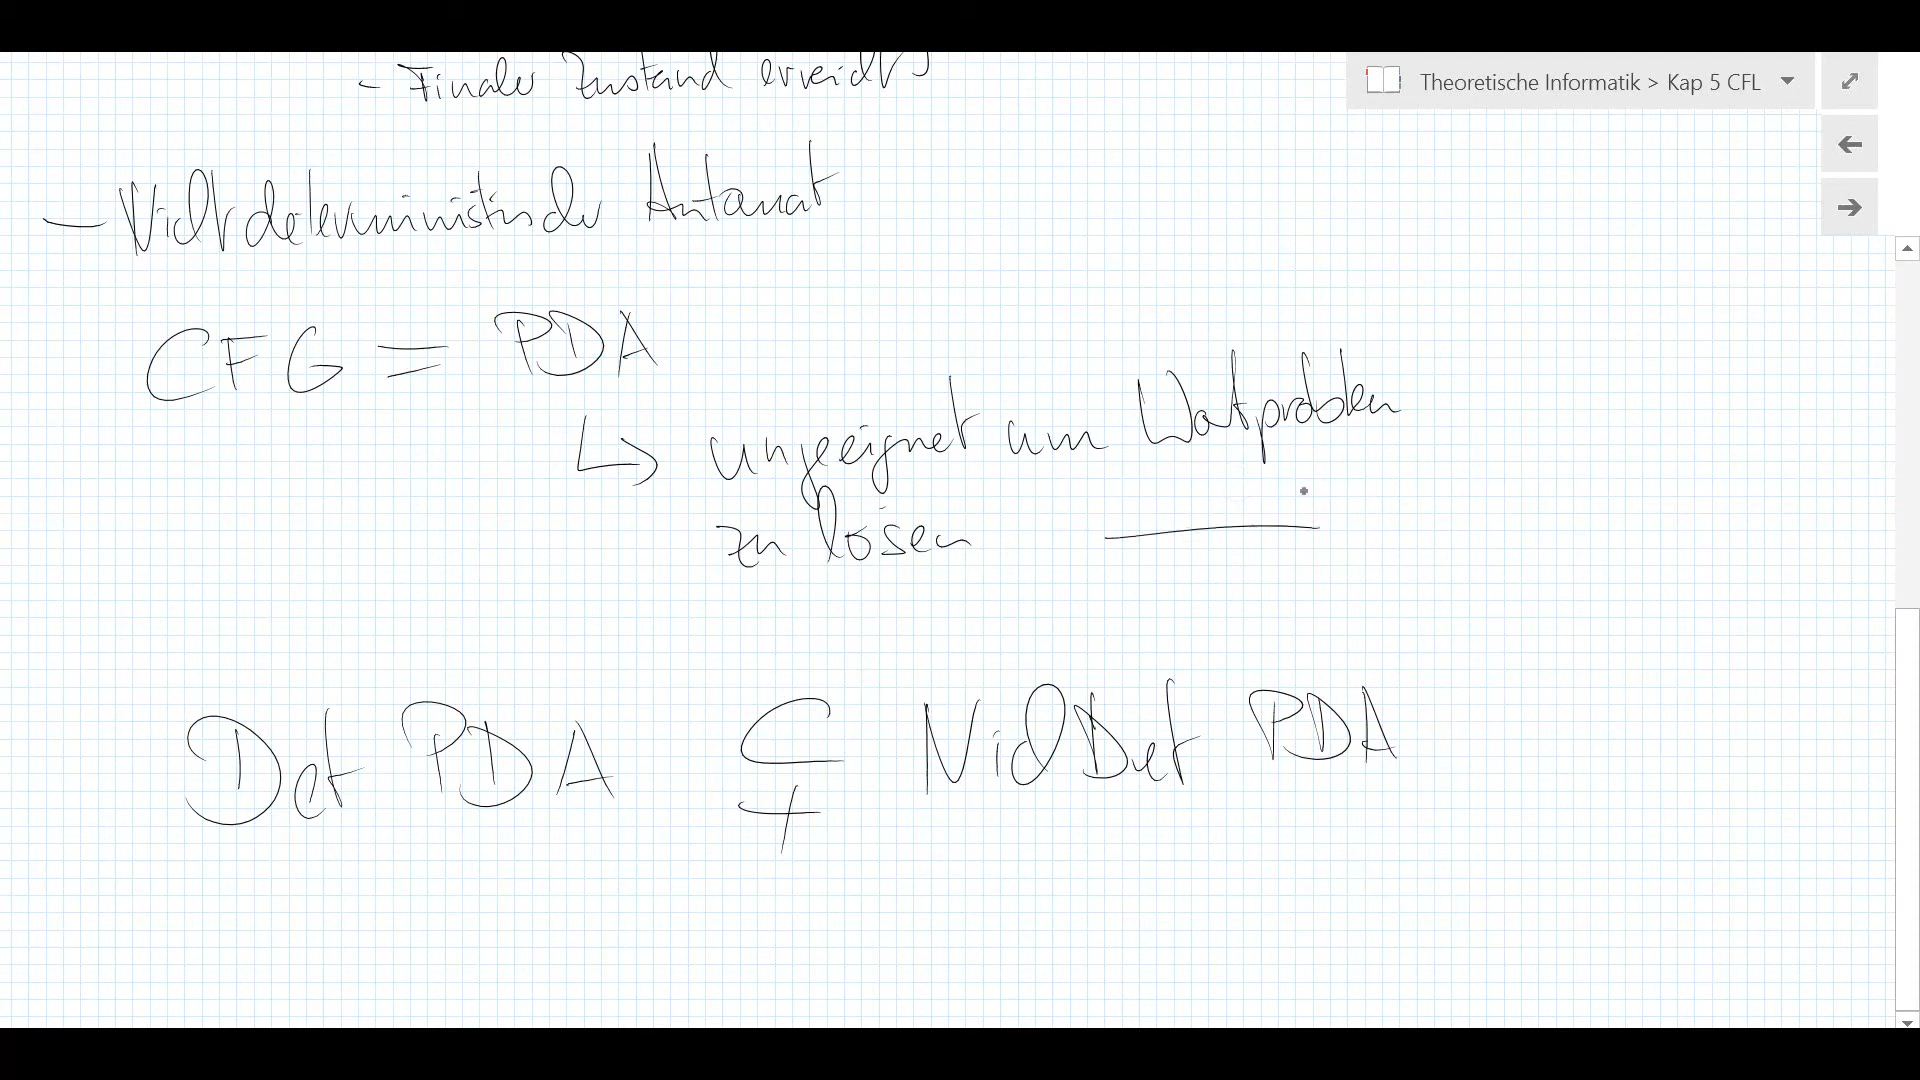 - Finaler Zustand erreicht
Theoretische Informatik > Kap 5 CFL
- Nichtdeterministische Automat
CFG = PDA
↳ ungeeignet um Wortproblem
zu lösen
Det PDA ⊊ NichtDet PDA